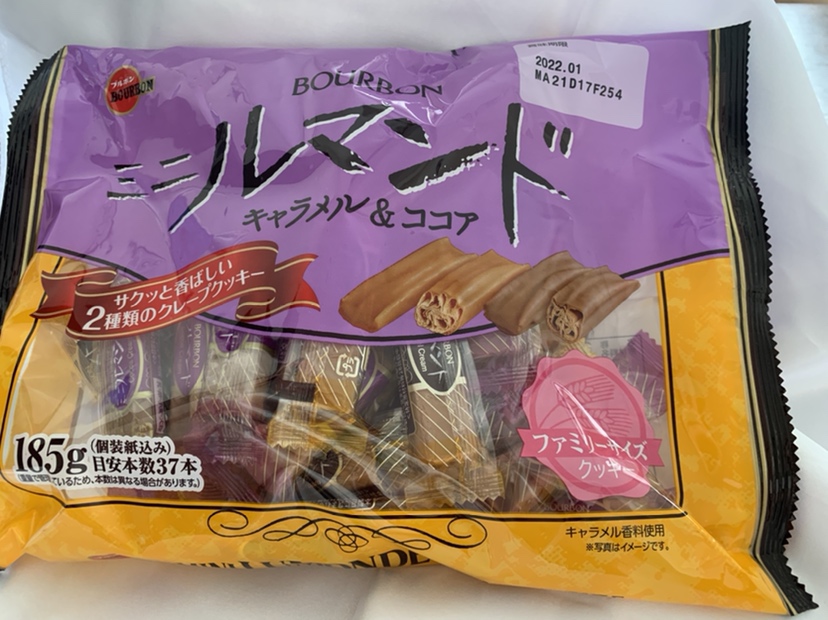 ブルボン
BOURBON
BOURBON
2022.01
MA21D17F254
ミニルマンド
キャラメル&ココア
サクッと香ばしい
2種類のクレープクッキー
185g
(個装紙込み)
目安本数37本
ファミリーサイズ
クッキー
キャラメル香料使用
※写真はイメージです。